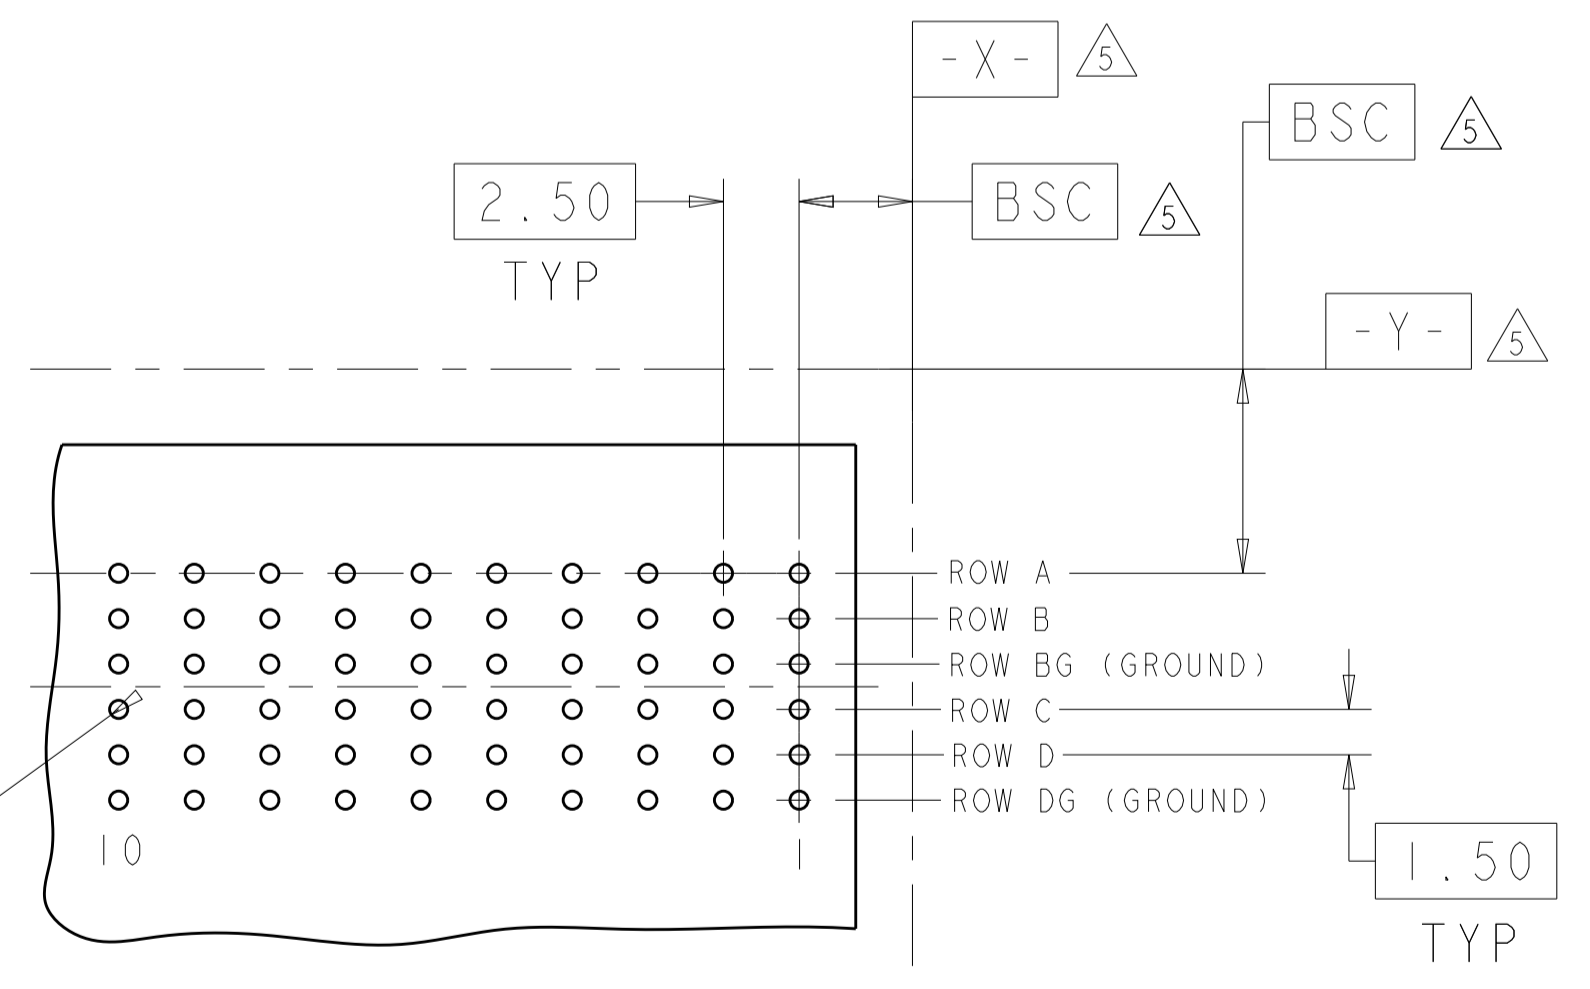 -X- 5
BSC 5
2.50
TYP
BSC 5
-Y- 5
ROW A
ROW B
ROW BG (GROUND)
ROW C
ROW D
ROW DG (GROUND)
10
1
1.50
TYP